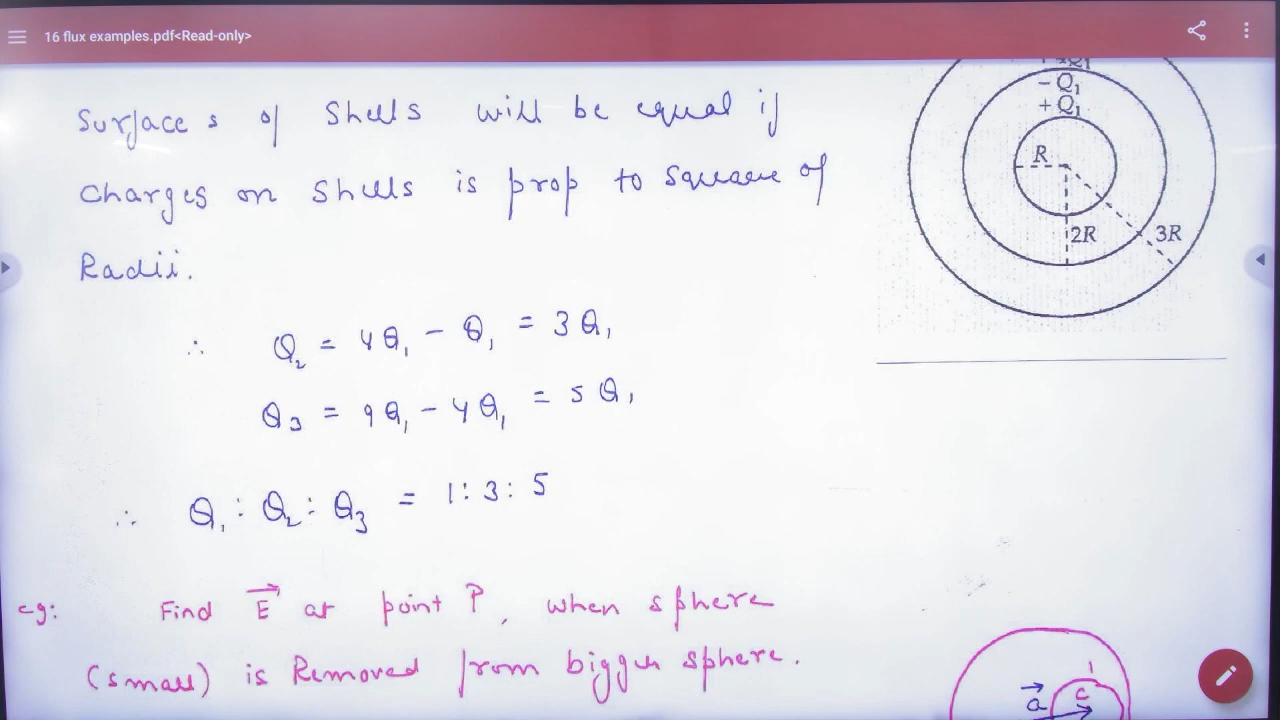 16 flux examples.pdf<Read-only>
Surfaces of Shells will be equal if
Charges on Shells is prop to Square of
Radii.
∴ Q₂ = 4Q₁ - Q₁ = 3Q₁
Q₃ = 9Q₁ - 4Q₁ = 5Q₁
∴ Q₁ : Q₂ : Q₃ = 1 : 3 : 5
eg: Find E⃗ at point P, when sphere
(small) is Removed from bigger sphere.
- Q₁
+ Q₁
R
2R
3R
a⃗
C